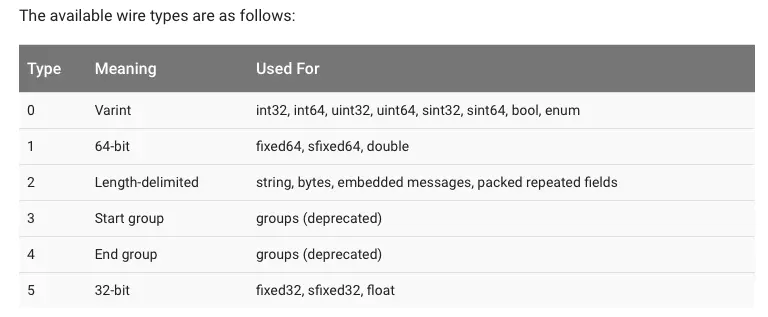 The available wire types are as follows:
Type Meaning Used For
0 Varint int32, int64, uint32, uint64, sint32, sint64, bool, enum
1 64-bit fixed64, sfixed64, double
2 Length-delimited string, bytes, embedded messages, packed repeated fields
3 Start group groups (deprecated)
4 End group groups (deprecated)
5 32-bit fixed32, sfixed32, float